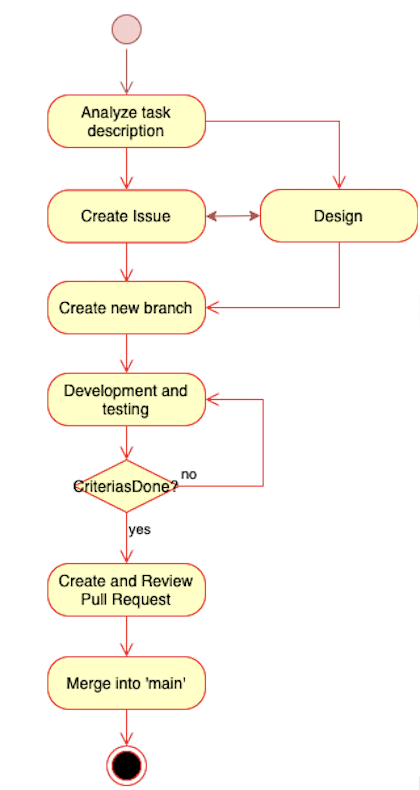 Analyze task
description
Create Issue
Design
Create new branch
Development and
testing
CriteriasDone?
no
yes
Create and Review
Pull Request
Merge into 'main'